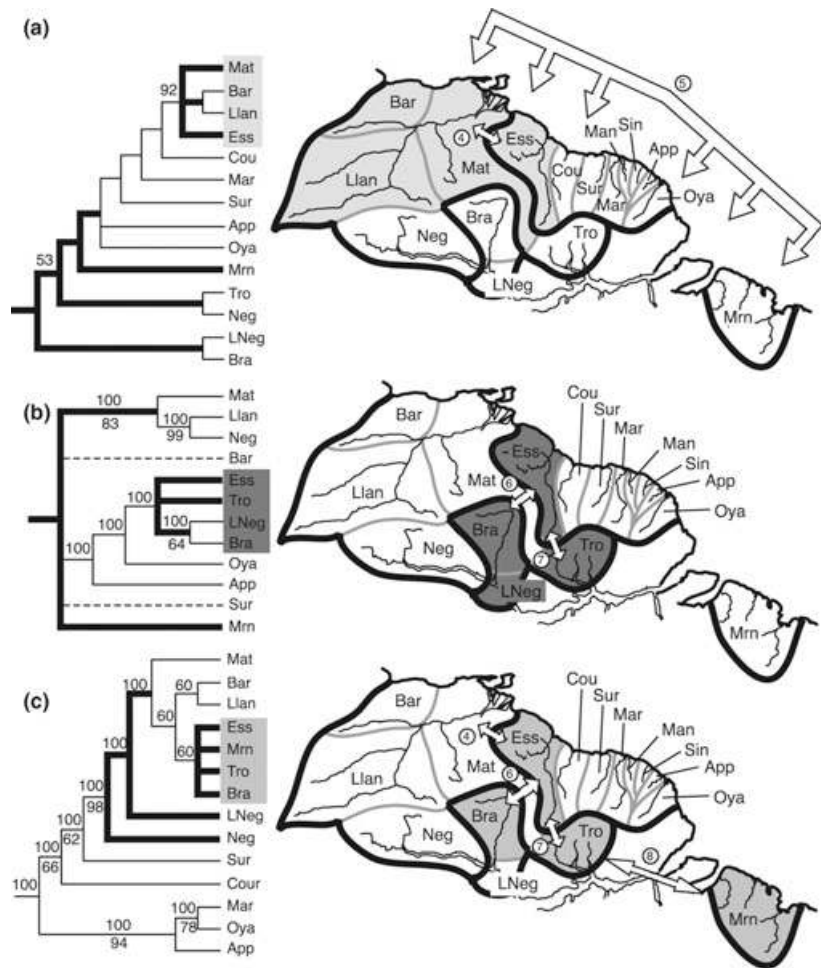 (a)
Mat
92
Bar
Llan
Ess
Cou
Mar
Sur
App
Oya
53
Mrn
Tro
Neg
LNeg
Bra
Bar
4
Ess
5
Man
Sin
App
Llan
Mat
Cou
Sur
Mar
Oya
Bra
Neg
Tro
LNeg
Mrn
(b)
100
Mat
83
100
Llan
99
Neg
Bar
100
Ess
Tro
100
LNeg
64
Bra
100
100
Oya
App
Sur
Mrn
Bar
Cou
Sur
Mar
Man
Sin
App
Oya
Ess
Mat
6
Llan
Bra
Neg
7
Tro
LNeg
Mrn
(c)
Mat
100
60
Bar
Llan
60
Ess
100
60
Mrn
Tro
Bra
100
98
LNeg
Neg
100
62
Sur
100
66
Cour
100
Mar
78
Oya
100
94
App
Bar
Cou
Sur
Mar
Man
Sin
App
Oya
4
Ess
Mat
6
Llan
Bra
Neg
7
Tro
8
LNeg
Mrn